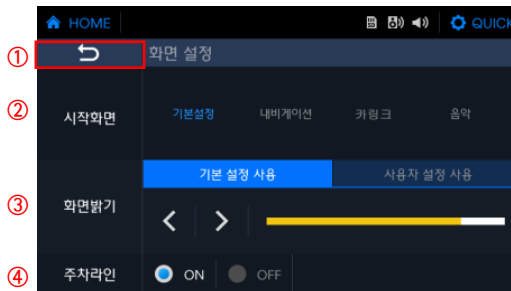 HOME QUICK
① 화면 설정
② 시작화면 기본설정 내비게이션 카링크 음악
기본 설정 사용 사용자 설정 사용
③ 화면밝기
④ 주차라인 ON OFF